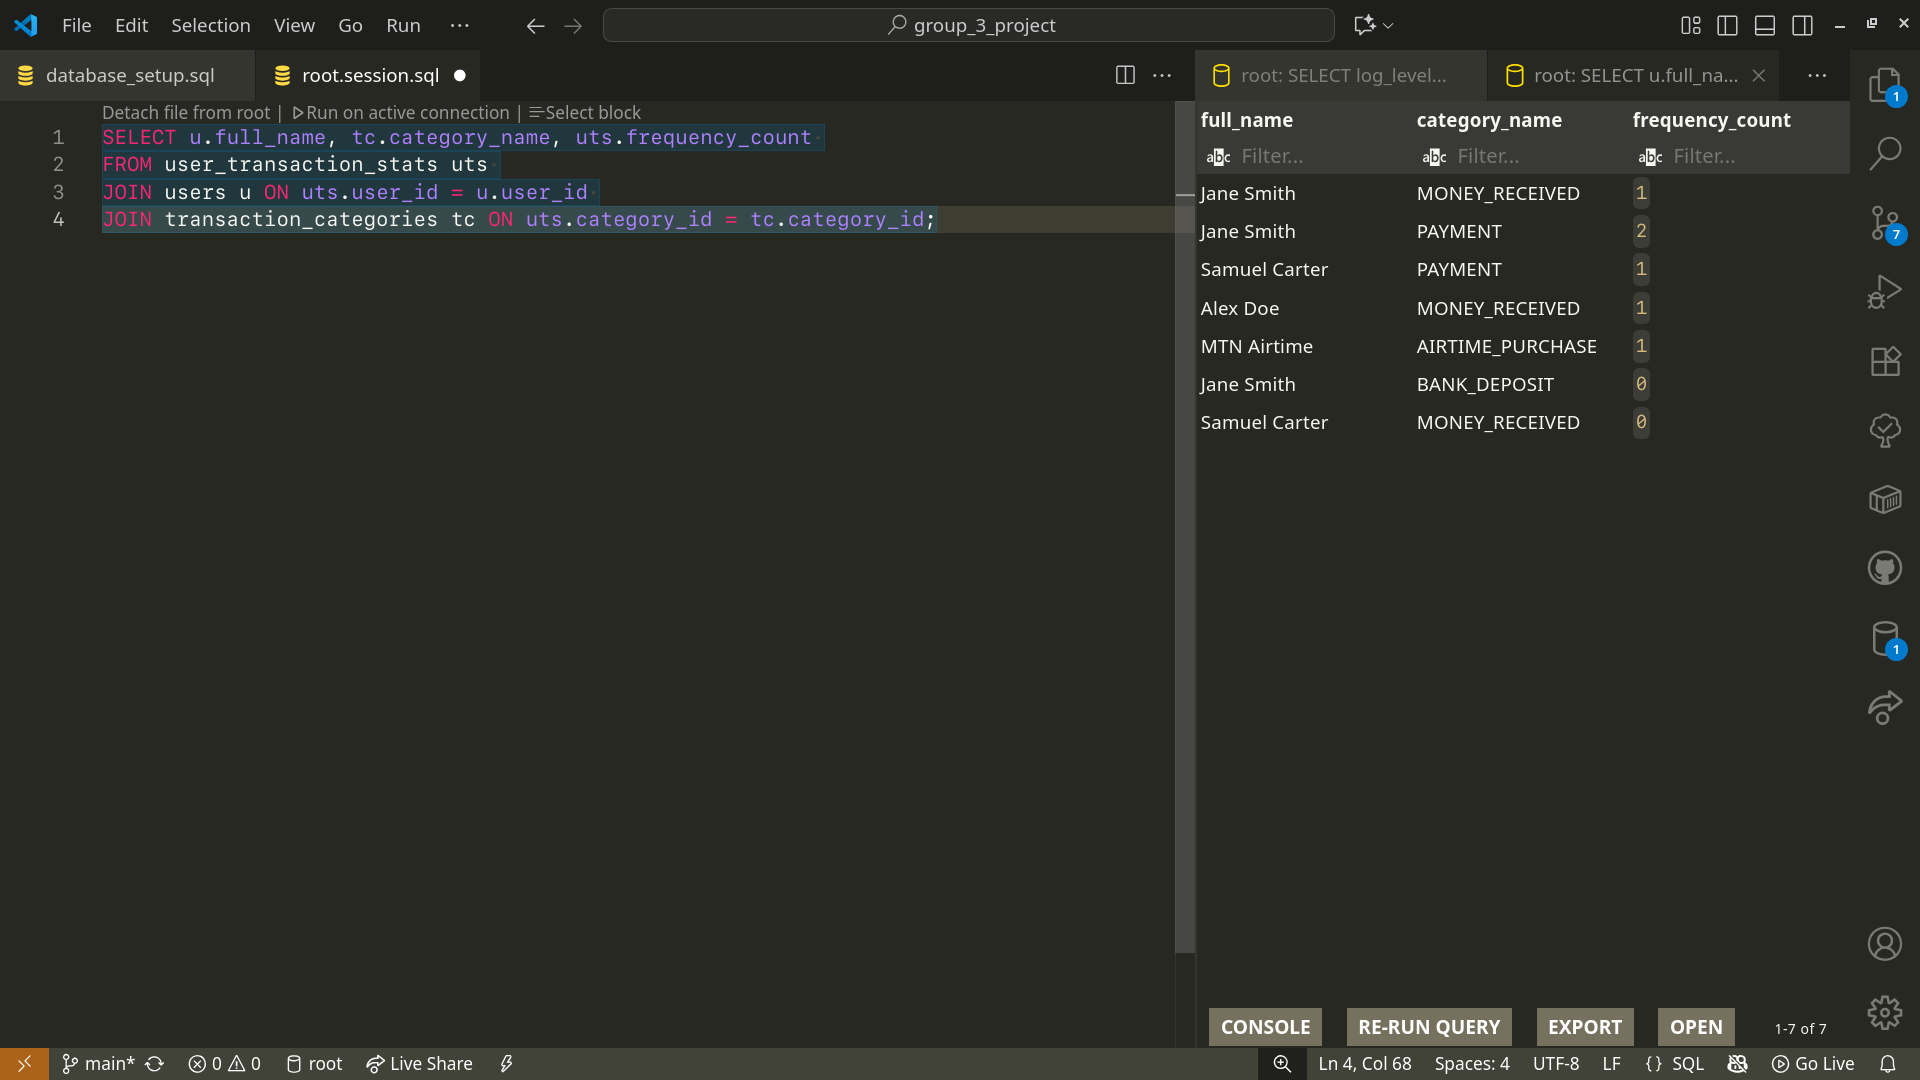 File Edit Selection View Go Run ···
group_3_project
database_setup.sql
root.session.sql
root: SELECT log_level...
root: SELECT u.full_na...
Detach file from root | Run on active connection | Select block
1 SELECT u.full_name, tc.category_name, uts.frequency_count
2 FROM user_transaction_stats uts
3 JOIN users u ON uts.user_id = u.user_id
4 JOIN transaction_categories tc ON uts.category_id = tc.category_id;
full_name category_name frequency_count
abc Filter... abc Filter... abc Filter...
Jane Smith MONEY_RECEIVED 1
Jane Smith PAYMENT 2
Samuel Carter PAYMENT 1
Alex Doe MONEY_RECEIVED 1
MTN Airtime AIRTIME_PURCHASE 1
Jane Smith BANK_DEPOSIT 0
Samuel Carter MONEY_RECEIVED 0
CONSOLE RE-RUN QUERY EXPORT OPEN 1-7 of 7
1
7
1
main* 0 0 root Live Share
Ln 4, Col 68 Spaces: 4 UTF-8 LF {} SQL Go Live